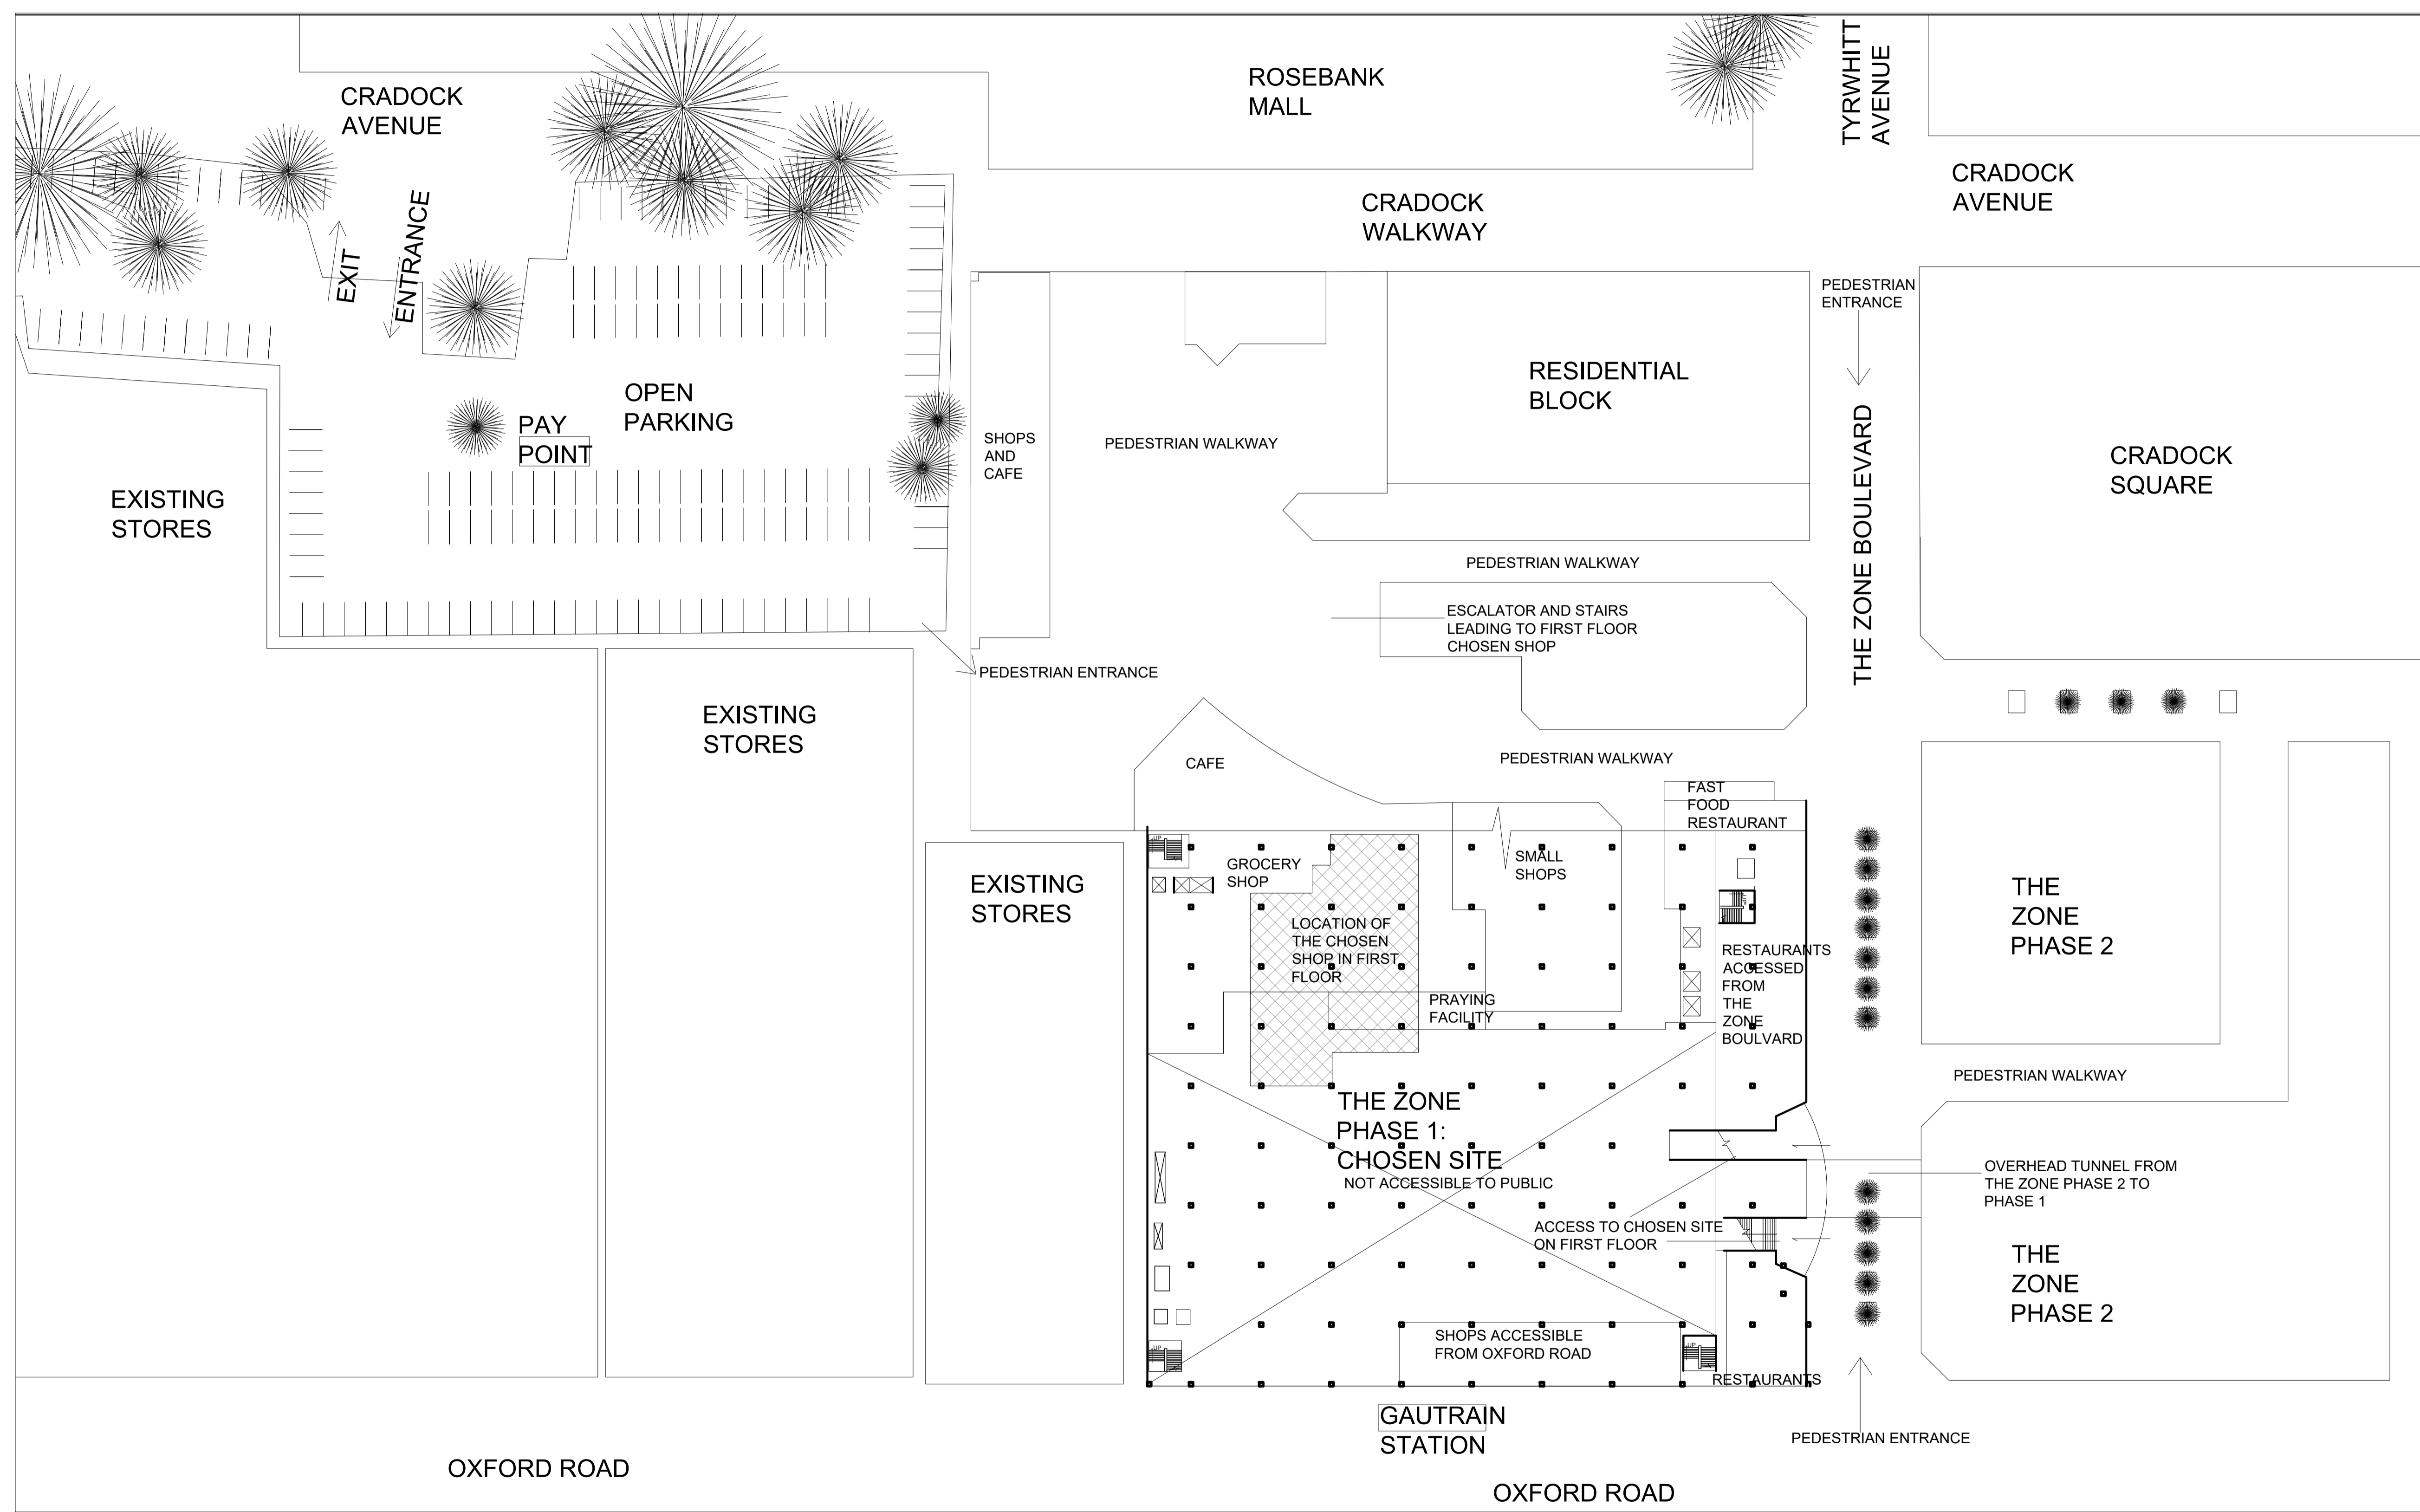 CRADOCK
AVENUE
ROSEBANK
MALL
TYRWHITT
AVENUE
CRADOCK
AVENUE
CRADOCK
WALKWAY
EXIT
ENTRANCE
PEDESTRIAN
ENTRANCE
OPEN
PARKING
PAY
POINT
RESIDENTIAL
BLOCK
SHOPS
AND
CAFE
PEDESTRIAN WALKWAY
THE ZONE BOULEVARD
CRADOCK
SQUARE
EXISTING
STORES
PEDESTRIAN WALKWAY
ESCALATOR AND STAIRS
LEADING TO FIRST FLOOR
CHOSEN SHOP
PEDESTRIAN ENTRANCE
EXISTING
STORES
CAFE
PEDESTRIAN WALKWAY
FAST
FOOD
RESTAURANT
UP
GROCERY
SHOP
SMALL
SHOPS
EXISTING
STORES
THE
ZONE
PHASE 2
LOCATION OF
THE CHOSEN
SHOP IN FIRST
FLOOR
UP
RESTAURANTS
ACCESSED
FROM
THE
ZONE
BOULVARD
PRAYING
FACILITY
PEDESTRIAN WALKWAY
THE ZONE
PHASE 1:
CHOSEN SITE
NOT ACCESSIBLE TO PUBLIC
OVERHEAD TUNNEL FROM
THE ZONE PHASE 2 TO
PHASE 1
ACCESS TO CHOSEN SITE
ON FIRST FLOOR
THE
ZONE
PHASE 2
SHOPS ACCESSIBLE
FROM OXFORD ROAD
UP
UP
RESTAURANTS
GAUTRAIN
STATION
PEDESTRIAN ENTRANCE
OXFORD ROAD
OXFORD ROAD